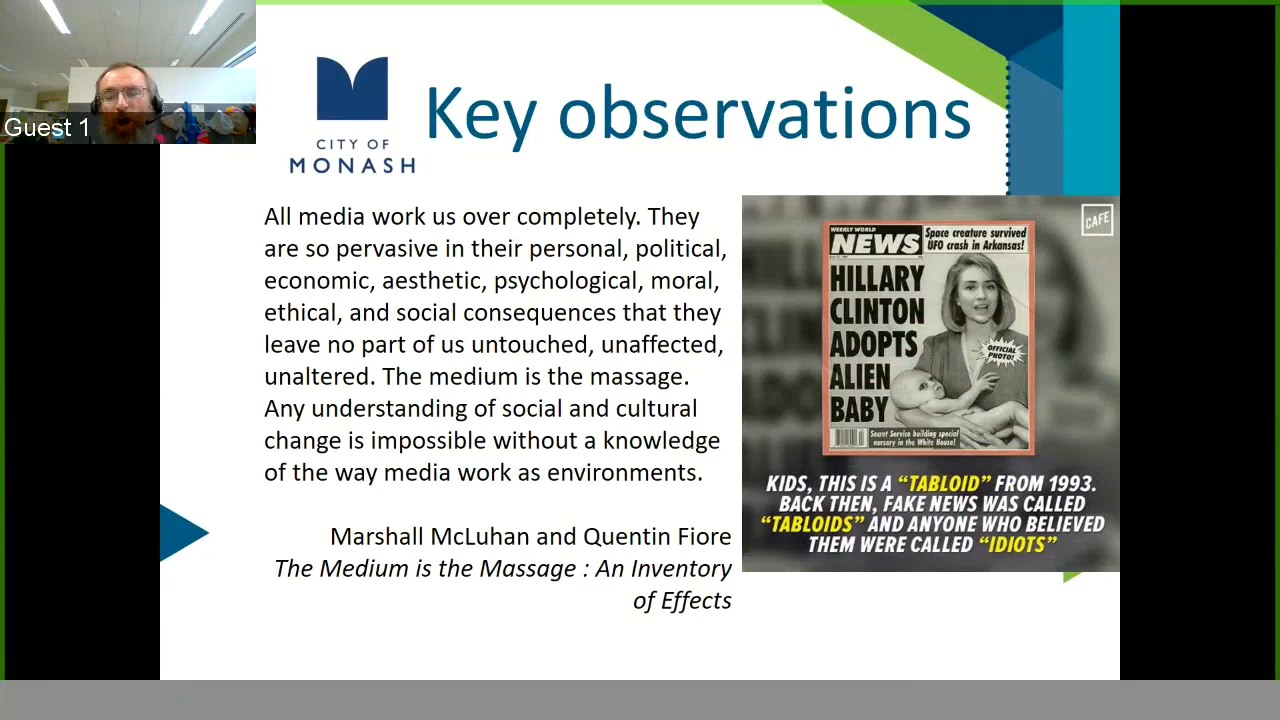 Guest 1
CITY OF
MONASH
Key observations
All media work us over completely. They
are so pervasive in their personal, political,
economic, aesthetic, psychological, moral,
ethical, and social consequences that they
leave no part of us untouched, unaffected,
unaltered. The medium is the massage.
Any understanding of social and cultural
change is impossible without a knowledge
of the way media work as environments.
Marshall McLuhan and Quentin Fiore
The Medium is the Massage : An Inventory
of Effects
CAFE
WEEKLY WORLD
NEWS
Space creature survived
UFO crash in Arkansas!
HILLARY
CLINTON
ADOPTS
ALIEN
BABY
OFFICIAL
PHOTO!
Secret Service building special
nursery in the White House!
KIDS, THIS IS A “TABLOID” FROM 1993.
BACK THEN, FAKE NEWS WAS CALLED
“TABLOIDS” AND ANYONE WHO BELIEVED
THEM WERE CALLED “IDIOTS”